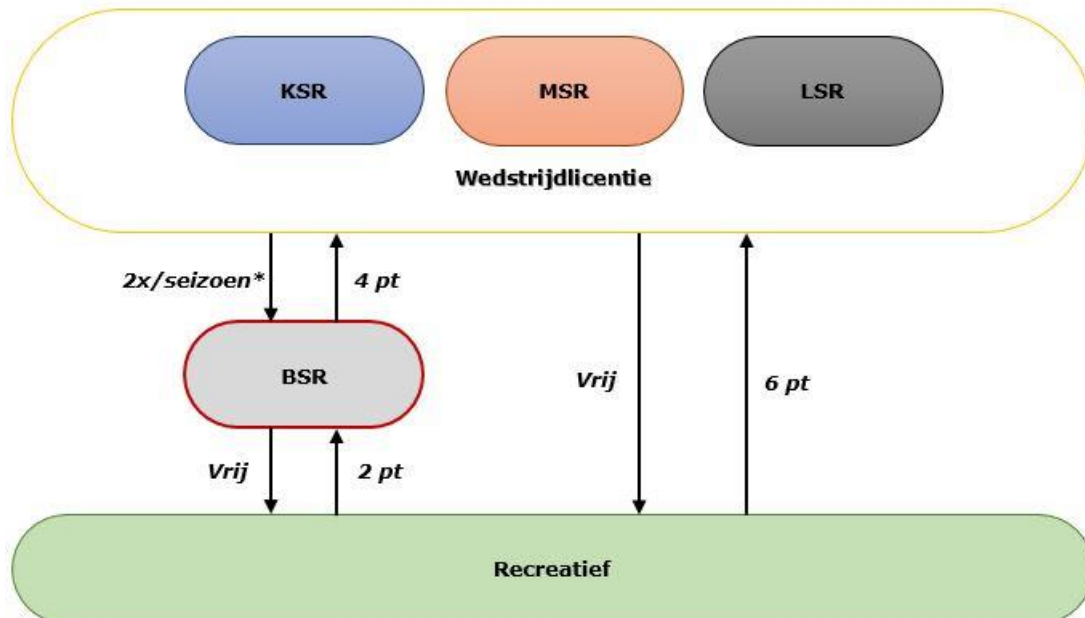 KSR
MSR
LSR
Wedstrijdlicentie
2x/seizoen*
4 pt
BSR
Vrij
6 pt
Vrij
2 pt
Recreatief